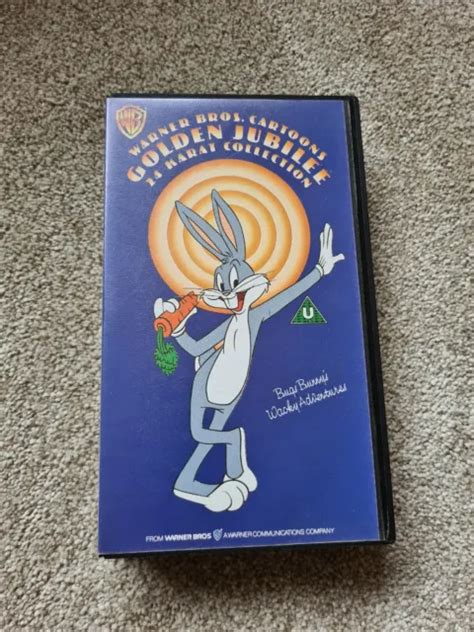 WB
WARNER BROS. CARTOONS
GOLDEN JUBILEE
24 KARAT COLLECTION
U
Bugs Bunny's
Wacky Adventures
FROM WARNER BROS A WARNER COMMUNICATIONS COMPANY